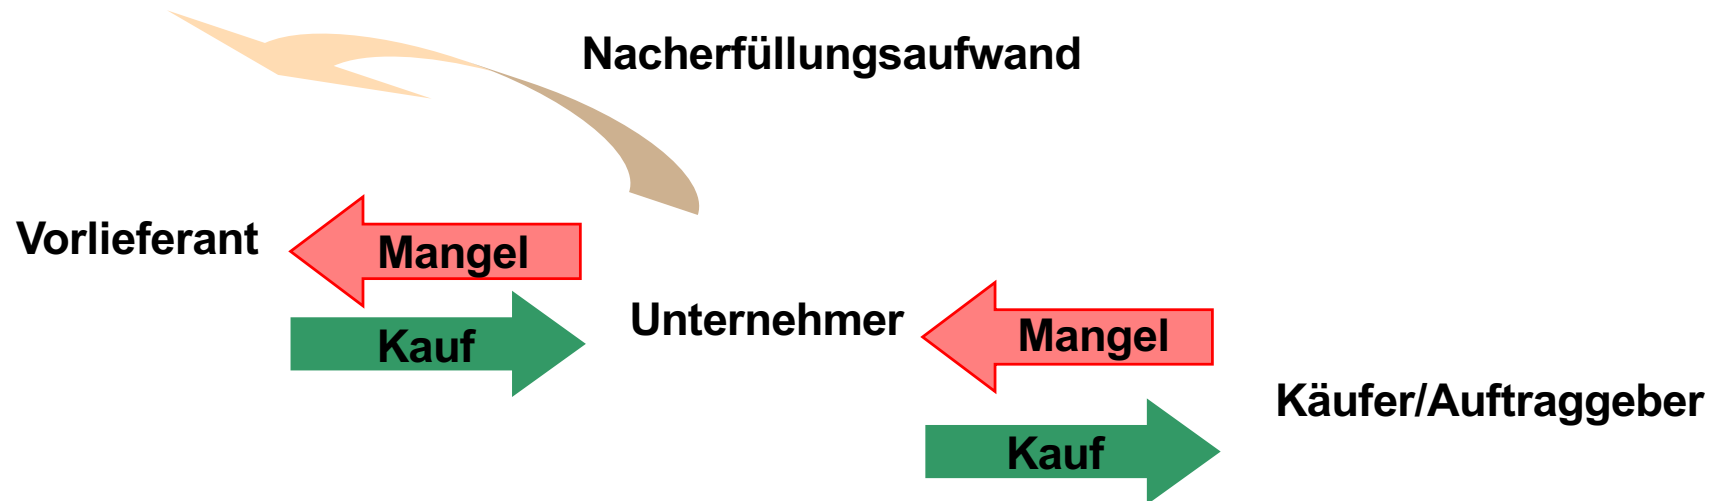 Nacherfüllungsaufwand
Vorlieferant
Mangel
Kauf
Unternehmer
Mangel
Kauf
Käufer/Auftraggeber